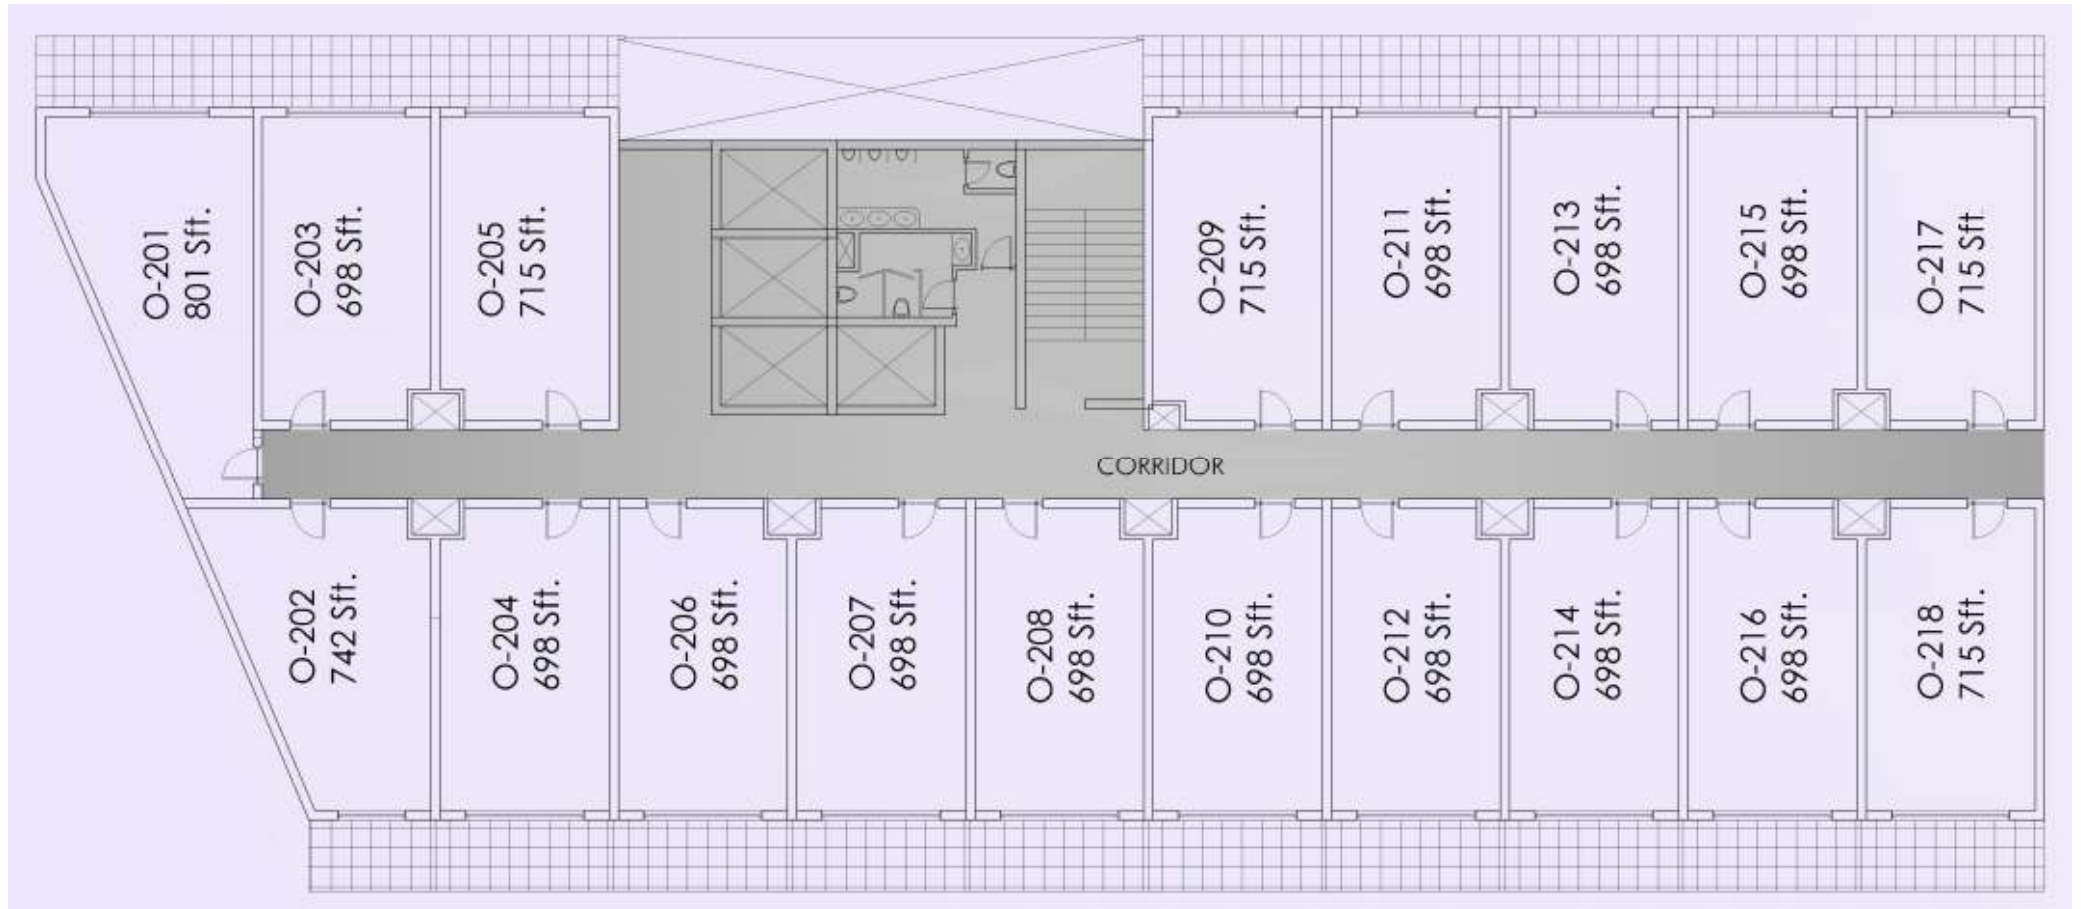 O-201
801 Sft.
O-203
698 Sft.
O-205
715 Sft.
O-209
715 Sft.
O-211
698 Sft.
O-213
698 Sft.
O-215
698 Sft.
O-217
715 Sft
CORRIDOR
O-202
742 Sft.
O-204
698 Sft.
O-206
698 Sft.
O-207
698 Sft.
O-208
698 Sft.
O-210
698 Sft.
O-212
698 Sft.
O-214
698 Sft.
O-216
698 Sft.
O-218
715 Sft.